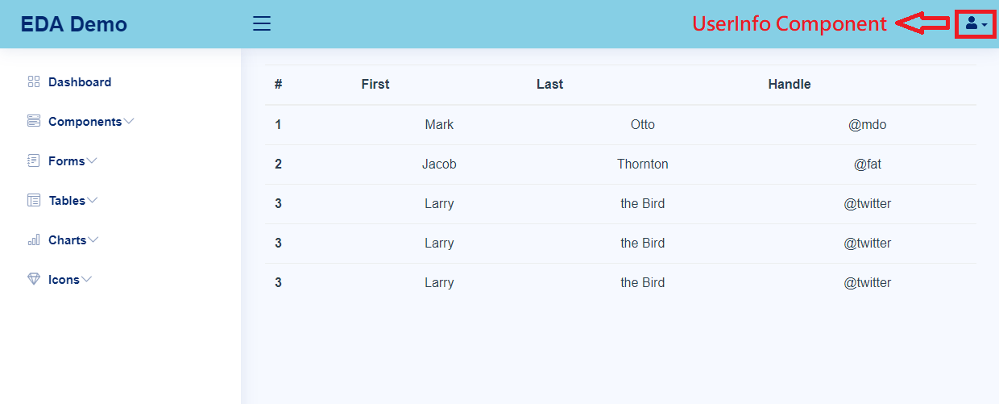 EDA Demo
UserInfo Component
Dashboard
Components
Forms
Tables
Charts
Icons
# First Last Handle
1 Mark Otto @mdo
2 Jacob Thornton @fat
3 Larry the Bird @twitter
3 Larry the Bird @twitter
3 Larry the Bird @twitter